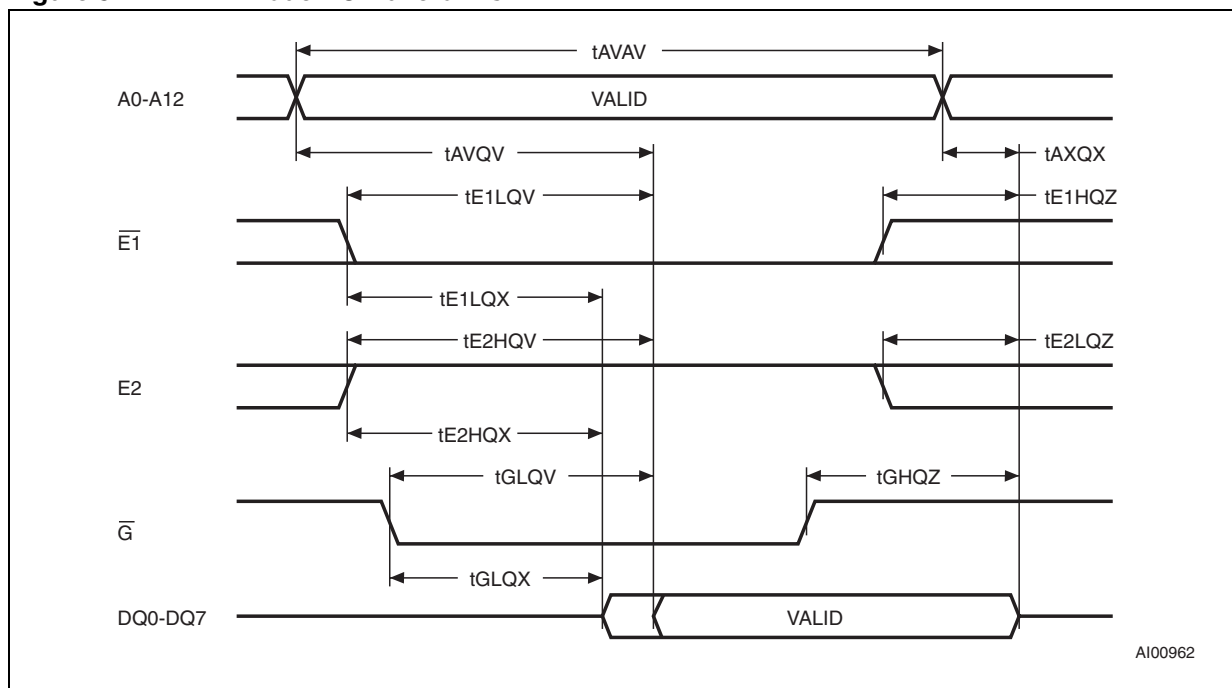 tAVAV
A0-A12
VALID
tAVQV
tAXQX
tE1LQV
tE1HQZ
E1
tE1LQX
tE2HQV
tE2LQZ
E2
tE2HQX
tGLQV
tGHQZ
G
tGLQX
DQ0-DQ7
VALID
AI00962